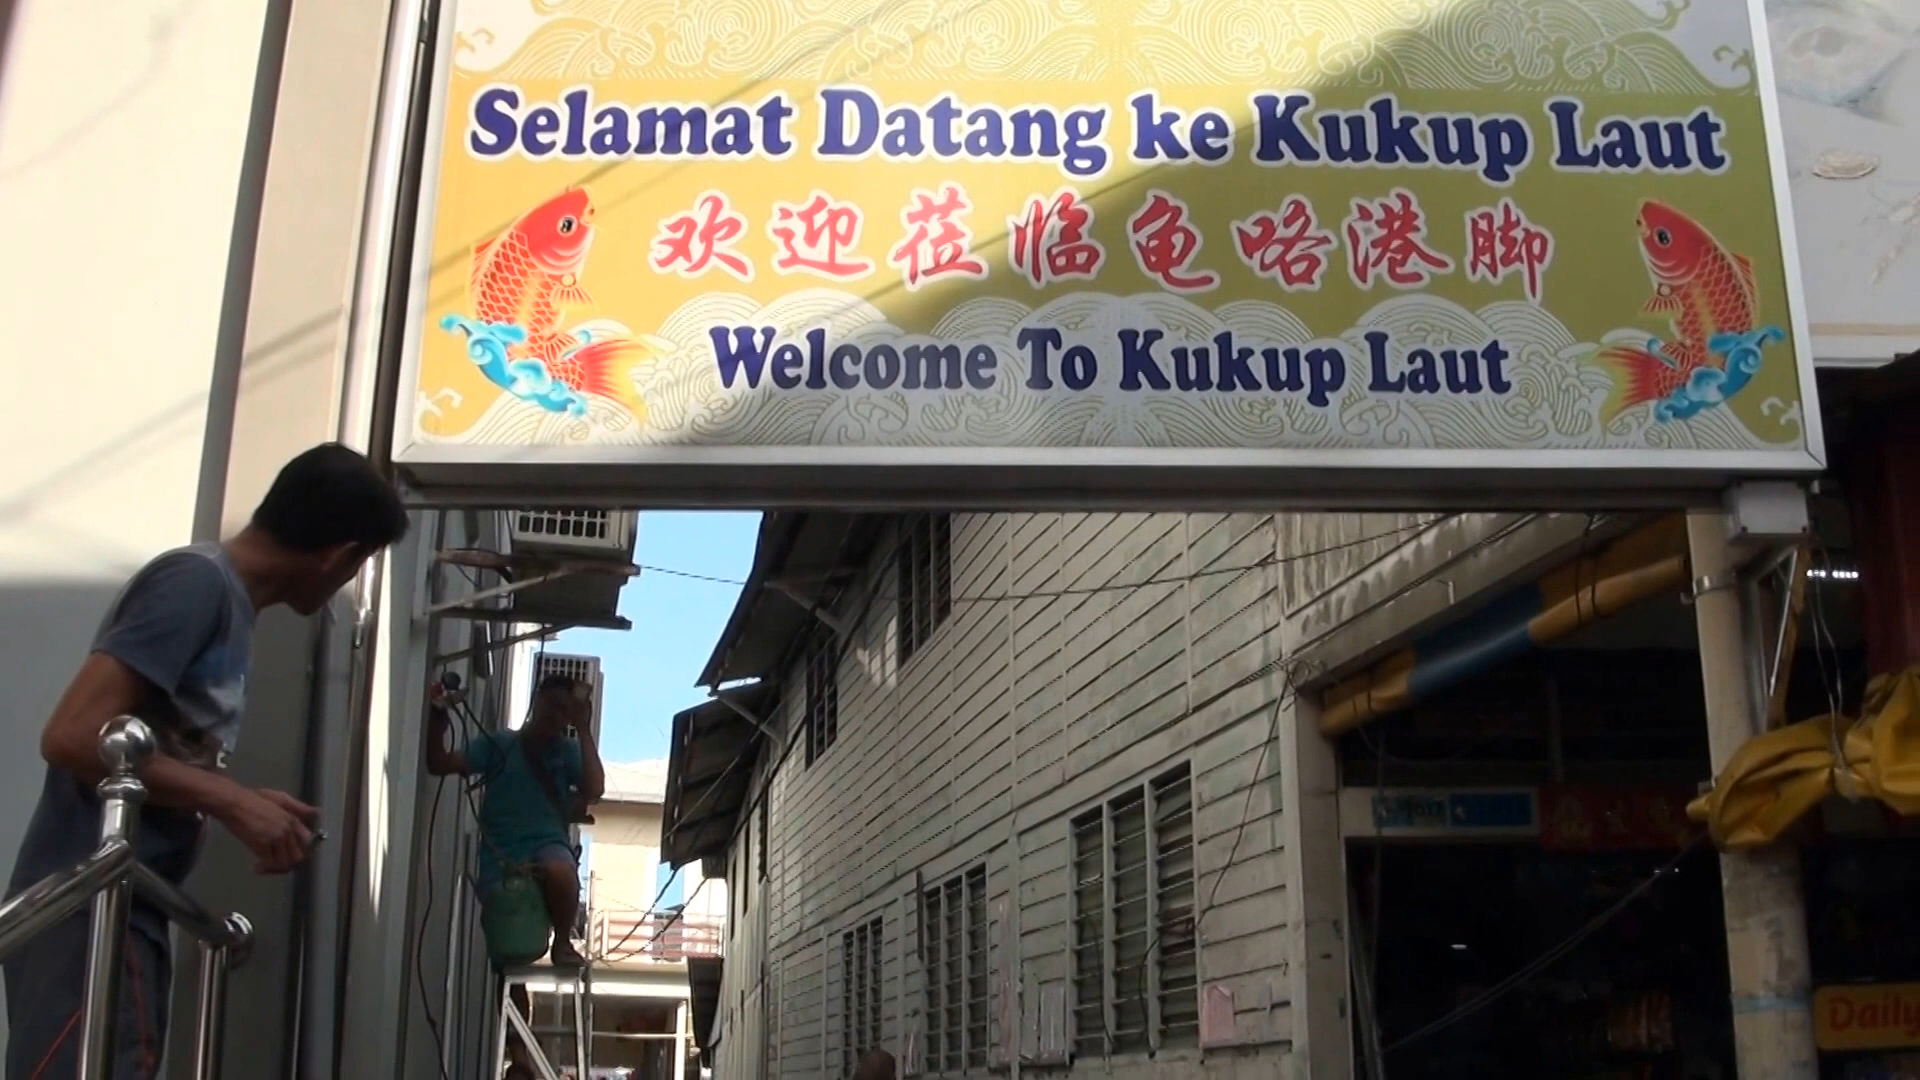 Selamat Datang ke Kukup Laut
欢迎莅临龟咯港脚
Welcome To Kukup Laut
Daily